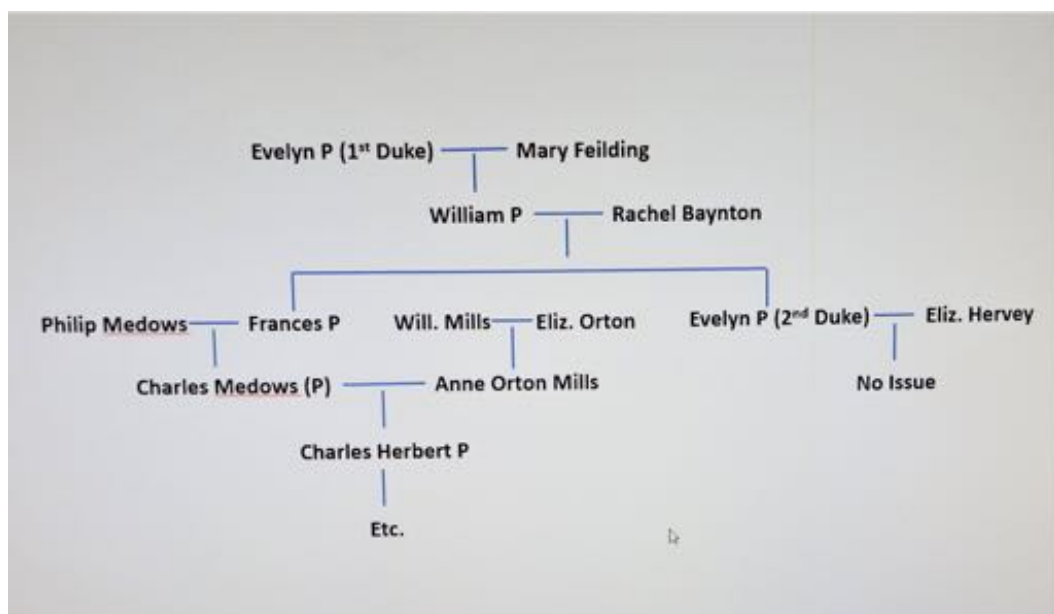 Evelyn P (1st Duke) Mary Feilding
William P Rachel Baynton
Philip Medows Frances P Will. Mills Eliz. Orton Evelyn P (2nd Duke) Eliz. Hervey
Charles Medows (P) Anne Orton Mills No Issue
Charles Herbert P
Etc.